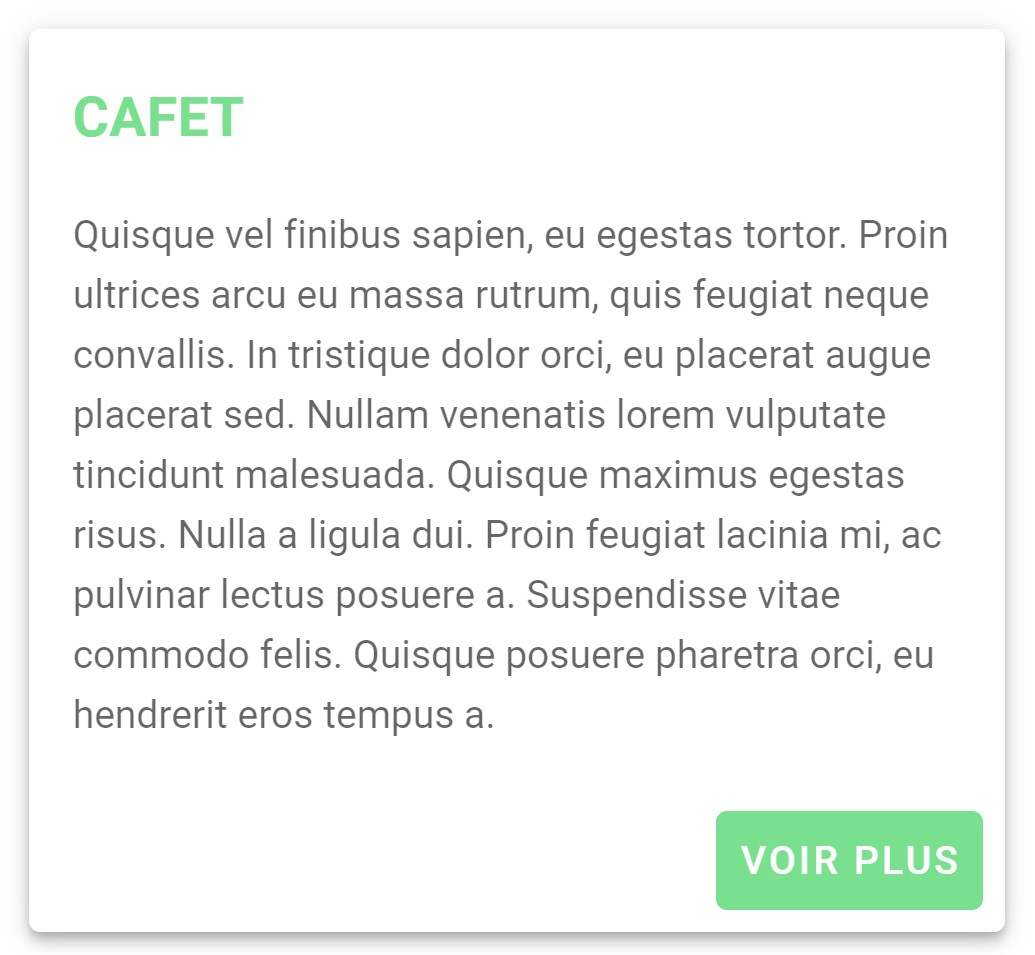 CAFET
Quisque vel finibus sapien, eu egestas tortor. Proin
ultrices arcu eu massa rutrum, quis feugiat neque
convallis. In tristique dolor orci, eu placerat augue
placerat sed. Nullam venenatis lorem vulputate
tincidunt malesuada. Quisque maximus egestas
risus. Nulla a ligula dui. Proin feugiat lacinia mi, ac
pulvinar lectus posuere a. Suspendisse vitae
commodo felis. Quisque posuere pharetra orci, eu
hendrerit eros tempus a.
VOIR PLUS